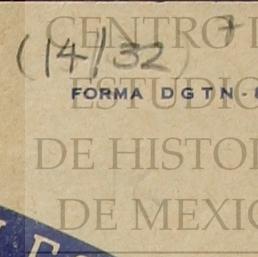 (14/32)
FORMA DGTN-
CENTRO
ESTUDIO
DE HISTO
DE MEXIC